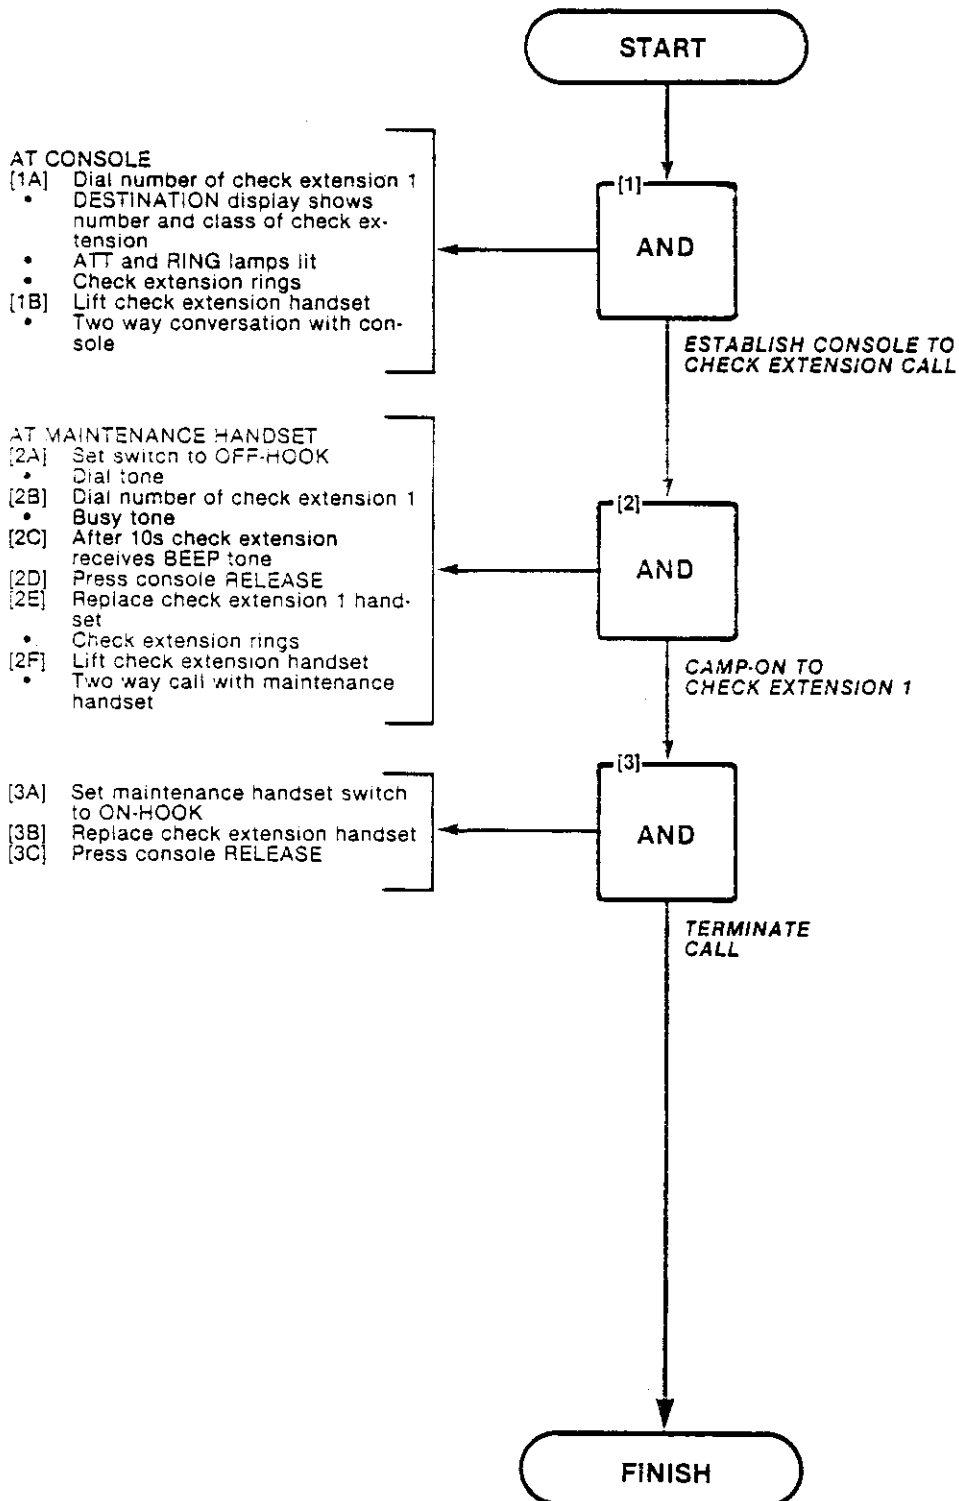 START
AT CONSOLE
[1A] Dial number of check extension 1
• DESTINATION display shows
number and class of check ex-
tension
• ATT and RING lamps lit
• Check extension rings
[1B] Lift check extension handset
• Two way conversation with con-
sole
[1]
AND
ESTABLISH CONSOLE TO
CHECK EXTENSION CALL
AT MAINTENANCE HANDSET
[2A] Set switch to OFF-HOOK
• Dial tone
[2B] Dial number of check extension 1
• Busy tone
[2C] After 10s check extension
receives BEEP tone
[2D] Press console RELEASE
[2E] Replace check extension 1 hand-
set
• Check extension rings
[2F] Lift check extension handset
• Two way call with maintenance
handset
[2]
AND
CAMP-ON TO
CHECK EXTENSION 1
[3A] Set maintenance handset switch
to ON-HOOK
[3B] Replace check extension handset
[3C] Press console RELEASE
[3]
AND
TERMINATE
CALL
FINISH